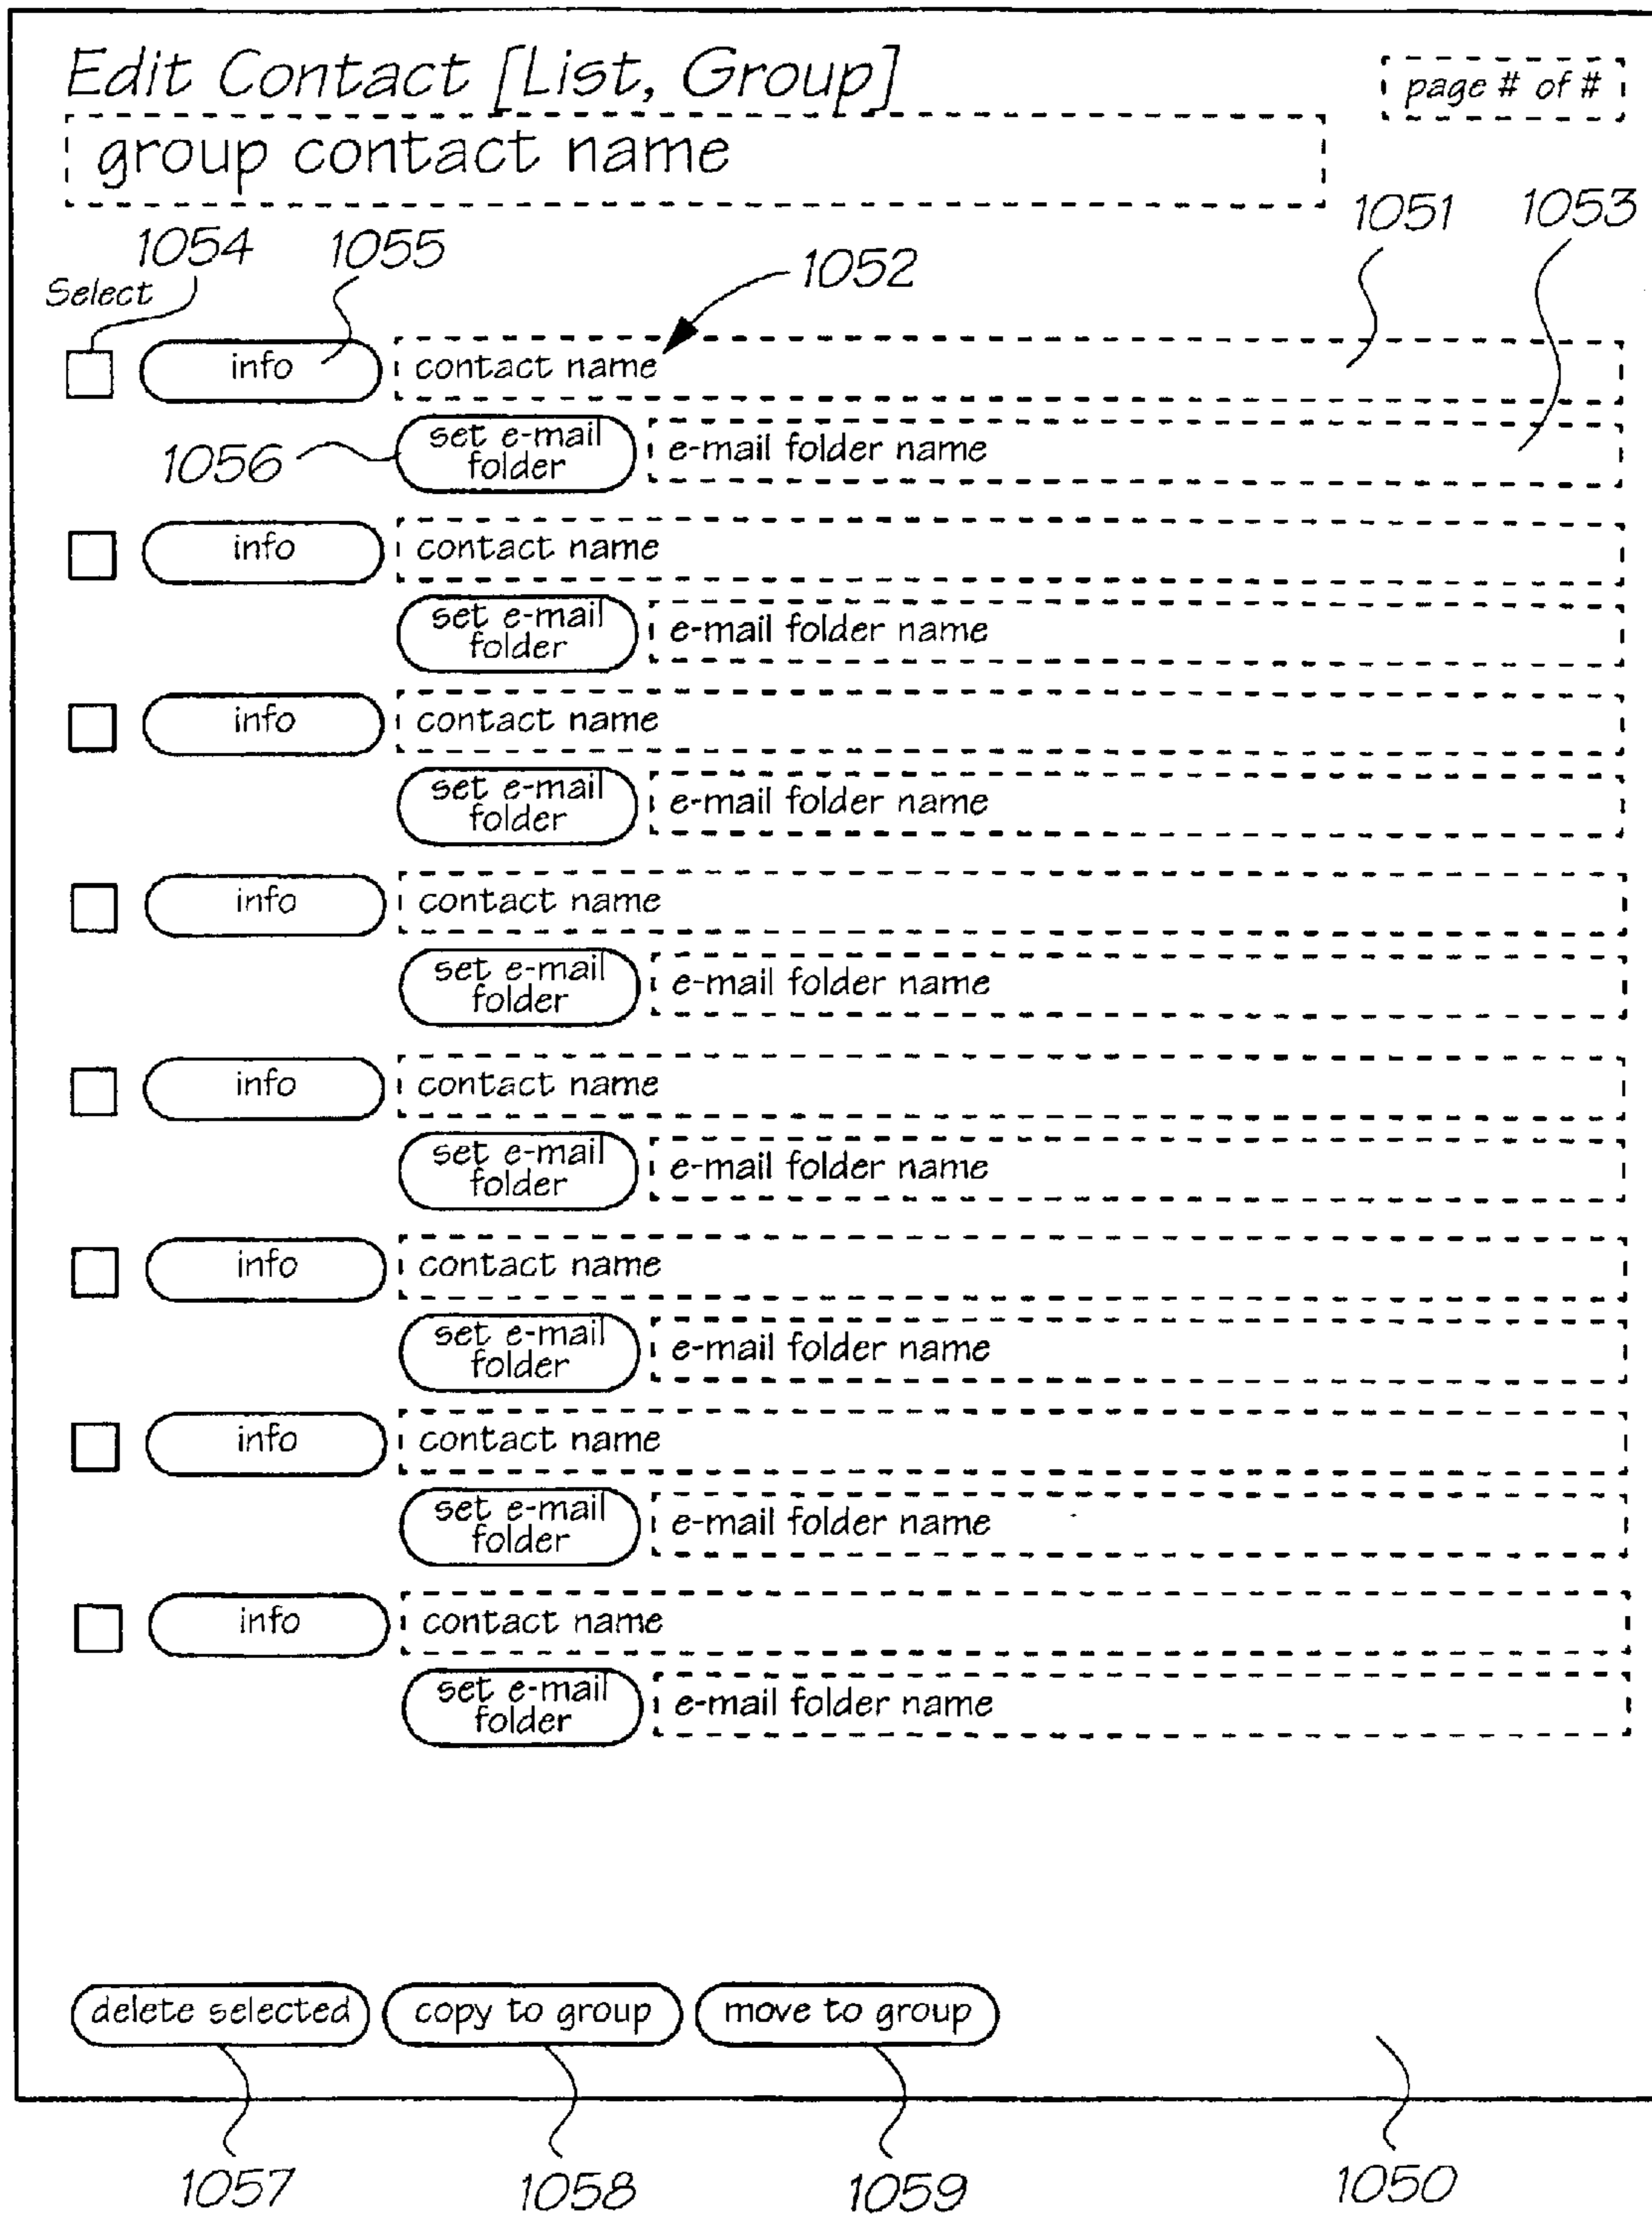 Edit Contact [List, Group]
page # of #
group contact name
1051 1053
1054 1055 1052
Select
info contact name
1056 set e-mail folder e-mail folder name
info contact name
set e-mail folder e-mail folder name
info contact name
set e-mail folder e-mail folder name
info contact name
set e-mail folder e-mail folder name
info contact name
set e-mail folder e-mail folder name
info contact name
set e-mail folder e-mail folder name
info contact name
set e-mail folder e-mail folder name
info contact name
set e-mail folder e-mail folder name
delete selected copy to group move to group
1057 1058 1059 1050